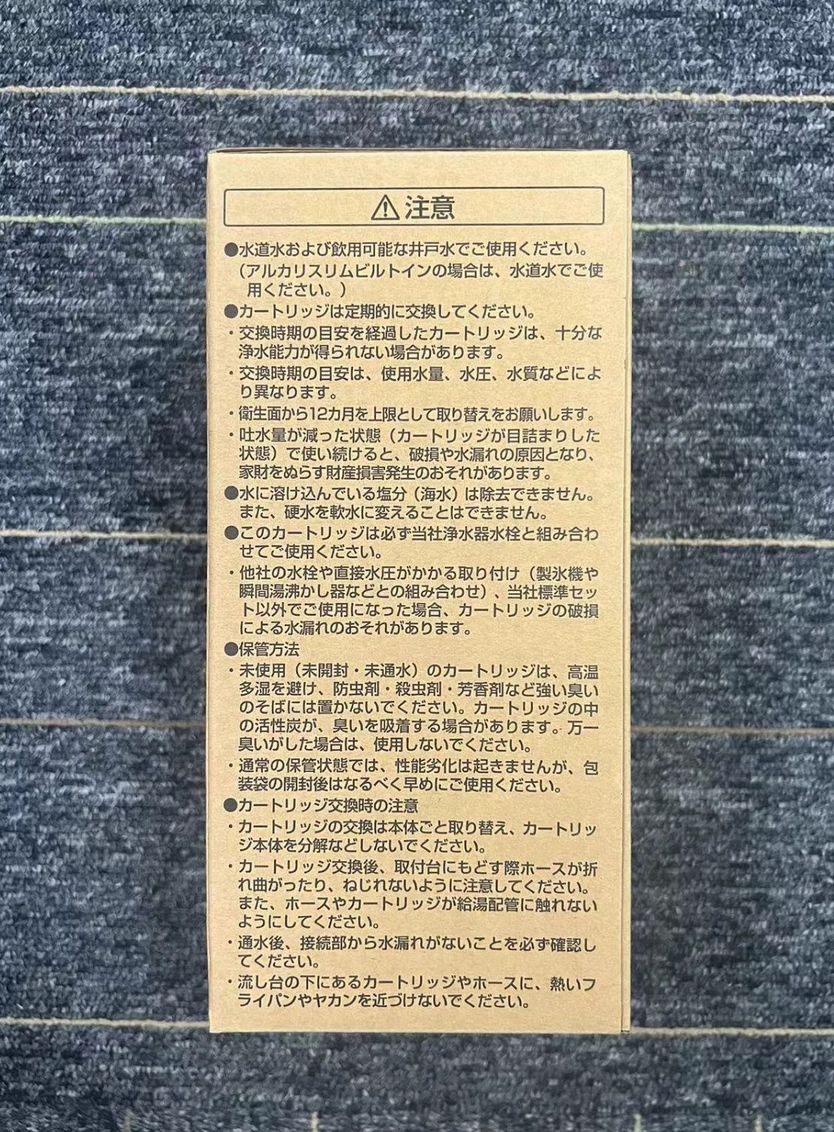 ⚠注意
●水道水および飲用可能な井戸水でご使用ください。
（アルカリスリムビルトインの場合は、水道水でご使
用ください。）
●カートリッジは定期的に交換してください。
・交換時期の目安を経過したカートリッジは、十分な
浄水能力が得られない場合があります。
・交換時期の目安は、使用水量、水圧、水質などによ
り異なります。
・衛生面から12カ月を上限として取り替えをお願いします。
・吐水量が減った状態（カートリッジが目詰まりした
状態）で使い続けると、破損や水漏れの原因となり、
家財をぬらす財産損害発生のおそれがあります。
●水に溶け込んでいる塩分（海水）は除去できません。
また、硬水を軟水に変えることはできません。
●このカートリッジは必ず当社浄水器水栓と組み合わ
せてご使用ください。
・他社の水栓や直接水圧がかかる取り付け（製氷機や
瞬間湯沸かし器などとの組み合わせ）、当社標準セッ
ト以外でご使用になった場合、カートリッジの破損
による水漏れのおそれがあります。
●保管方法
・未使用（未開封・未通水）のカートリッジは、高温
多湿を避け、防虫剤・殺虫剤・芳香剤など強い臭い
のそばには置かないでください。カートリッジの中
の活性炭が、臭いを吸着する場合があります。万一
臭いがした場合は、使用しないでください。
・通常の保管状態では、性能劣化は起きませんが、包
装袋の開封後はなるべく早めにご使用ください。
●カートリッジ交換時の注意
・カートリッジの交換は本体ごと取り替え、カートリッ
ジ本体を分解などしないでください。
・カートリッジ交換後、取付台にもどす際ホースが折
れ曲がったり、ねじれないように注意してください。
また、ホースやカートリッジが給湯配管に触れない
ようにしてください。
・通水後、接続部から水漏れがないことを必ず確認し
てください。
・流し台の下にあるカートリッジやホースに、熱いフ
ライパンやヤカンを近づけないでください。